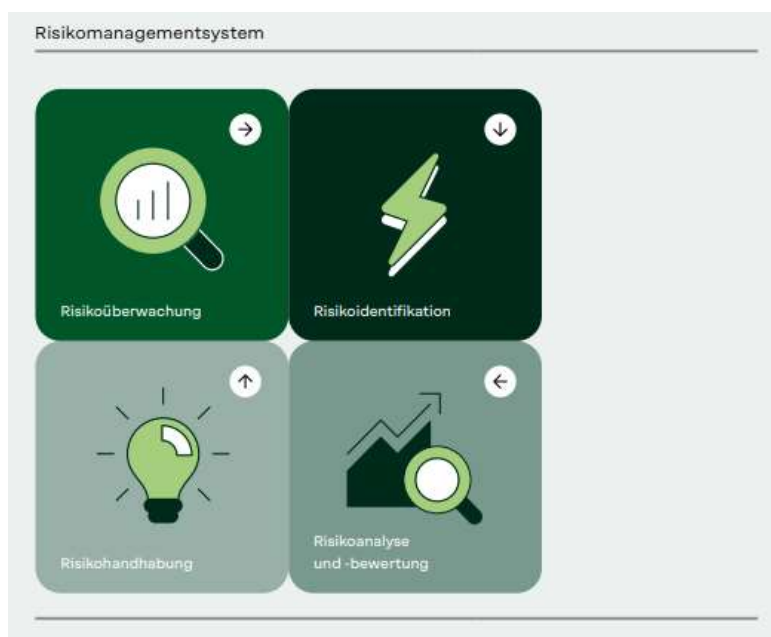 Risikomanagementsystem
Risikoüberwachung
Risikoidentifikation
Risikohandhabung
Risikoanalyse
und -bewertung